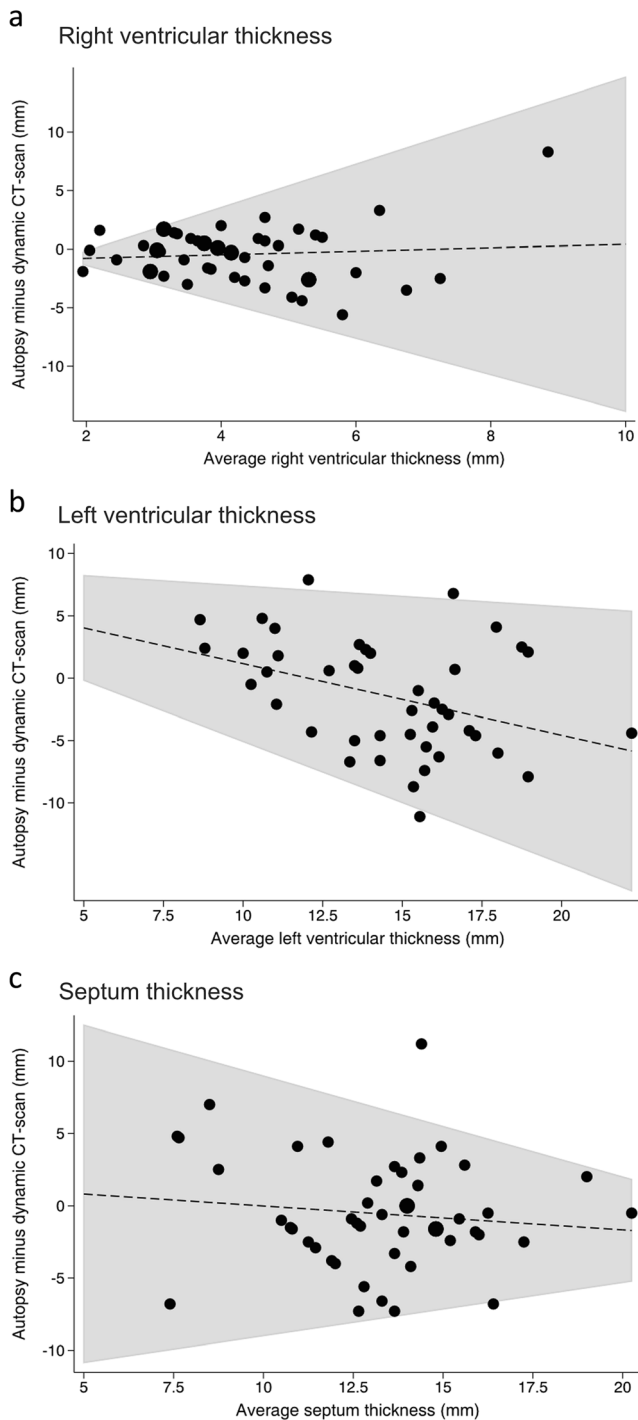 a
Right ventricular thickness
Autopsy minus dynamic CT-scan (mm)
10
5
0
-5
-10
2 4 6 8 10
Average right ventricular thickness (mm)
b
Left ventricular thickness
Autopsy minus dynamic CT-scan (mm)
10
5
0
-5
-10
5 7.5 10 12.5 15 17.5 20
Average left ventricular thickness (mm)
c
Septum thickness
Autopsy minus dynamic CT-scan (mm)
10
5
0
-5
-10
5 7.5 10 12.5 15 17.5 20
Average septum thickness (mm)